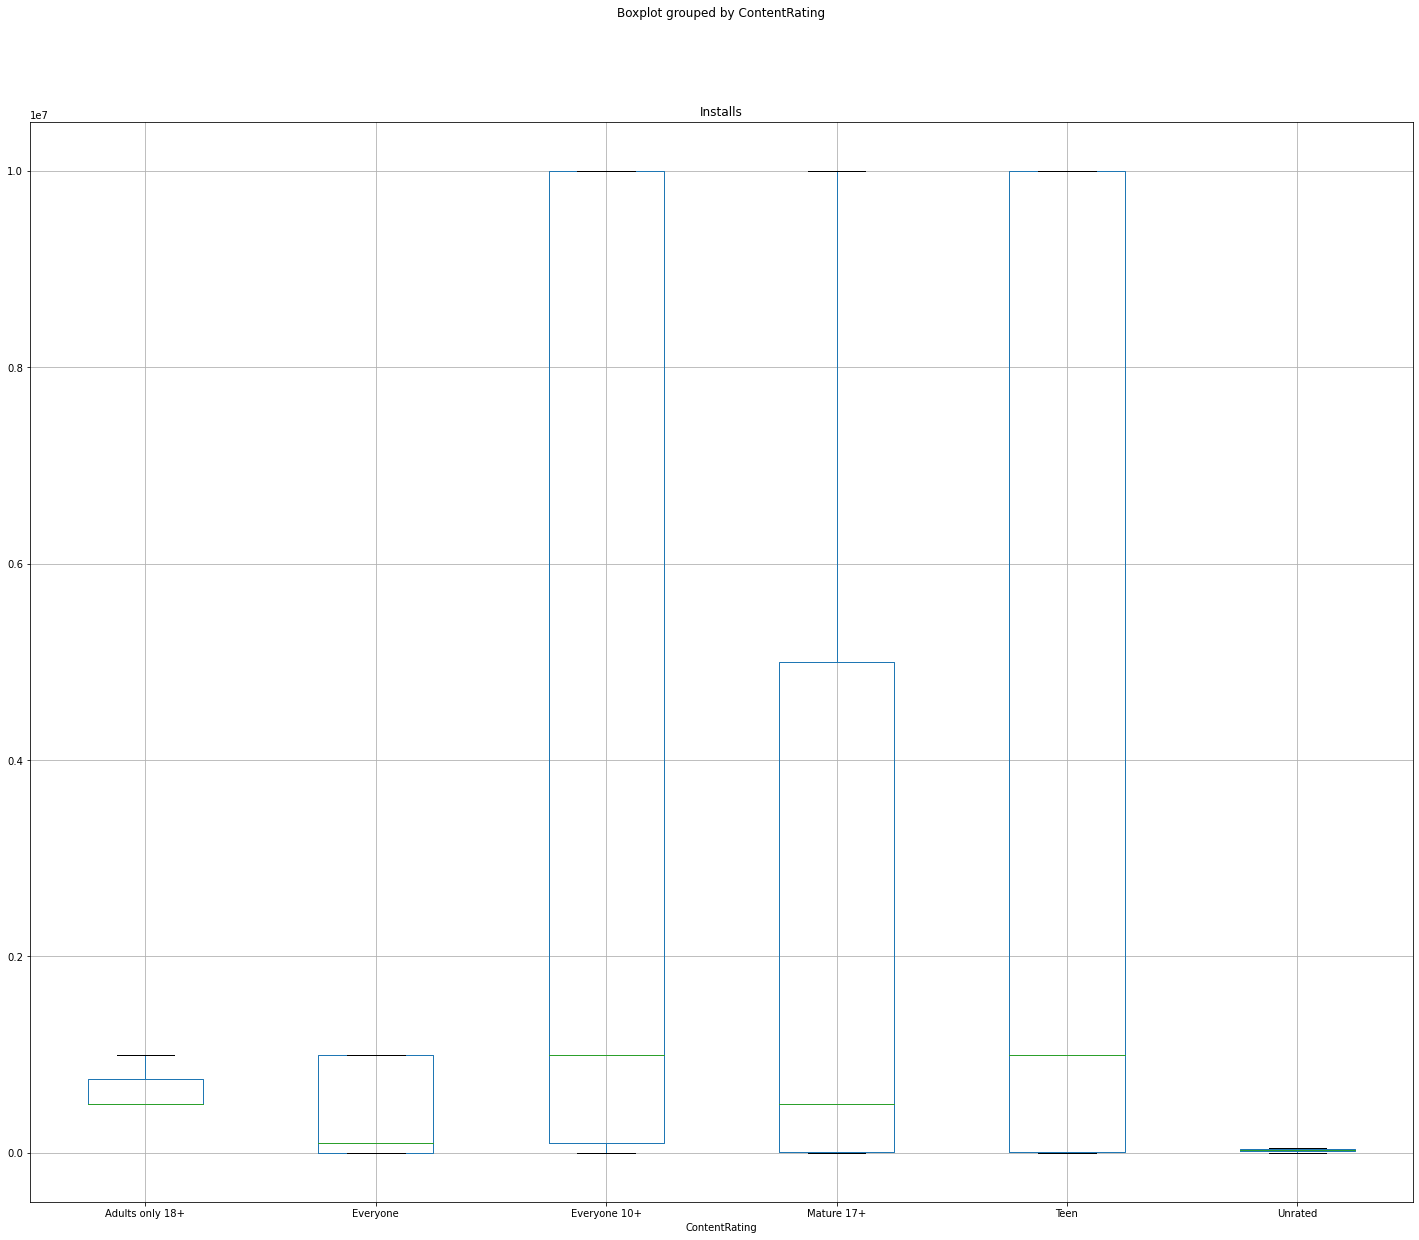 Boxplot grouped by ContentRating
Installs
1e7
1.0
0.8
0.6
0.4
0.2
0.0
Adults only 18+ Everyone Everyone 10+ Mature 17+ Teen Unrated
ContentRating